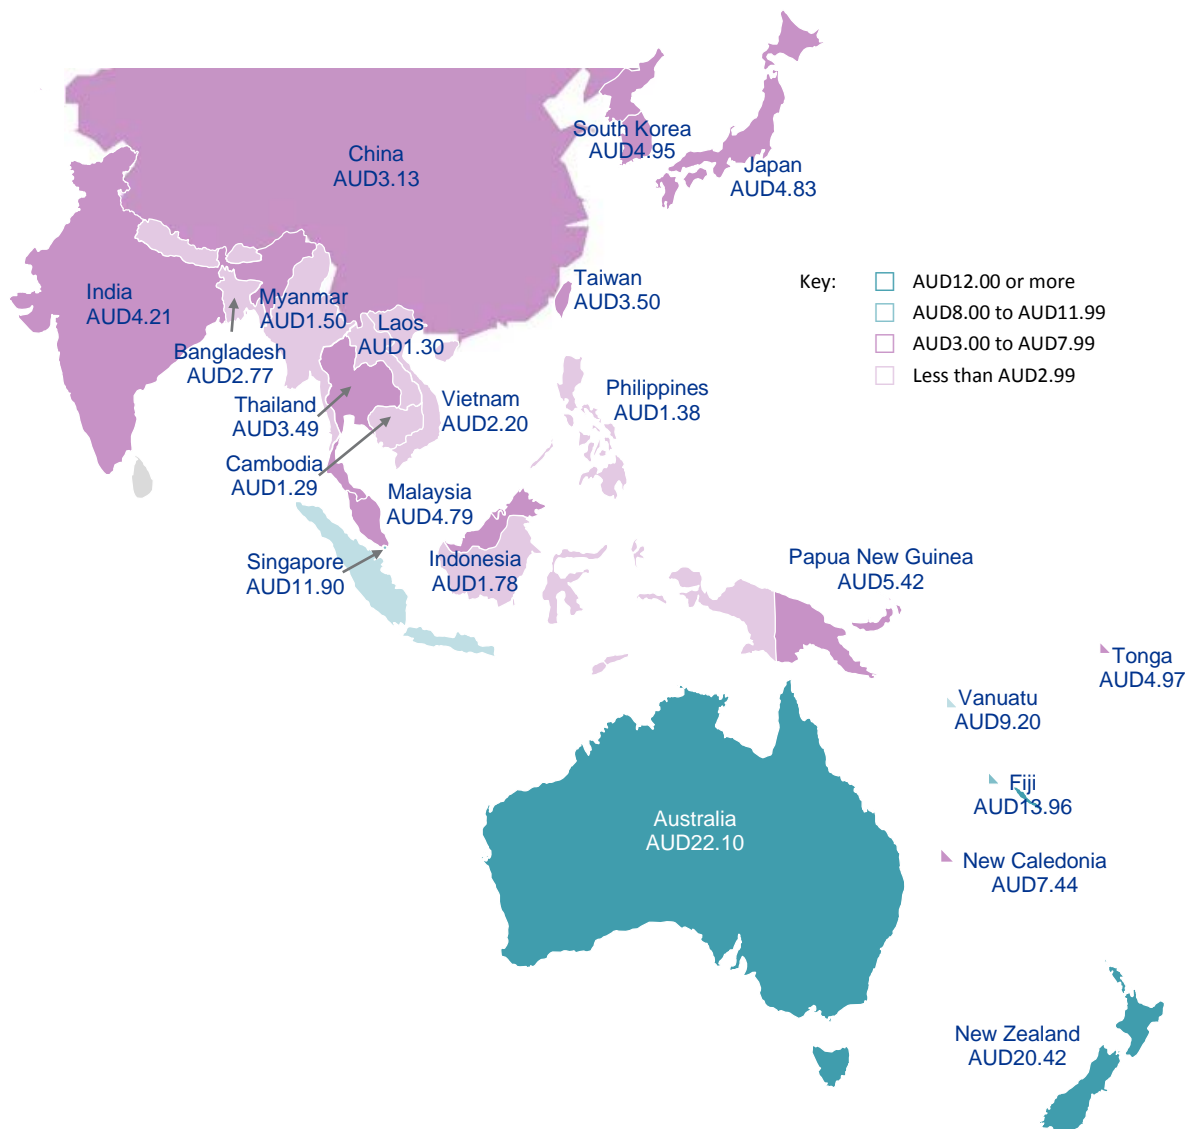 South Korea
AUD4.95
China
AUD3.13
Japan
AUD4.83
Taiwan
AUD3.50
India
AUD4.21
Myanmar
AUD1.50
Laos
AUD1.30
Bangladesh
AUD2.77
Thailand
AUD3.49
Vietnam
AUD2.20
Philippines
AUD1.38
Cambodia
AUD1.29
Malaysia
AUD4.79
Singapore
AUD11.90
Indonesia
AUD1.78
Key:
AUD12.00 or more
AUD8.00 to AUD11.99
AUD3.00 to AUD7.99
Less than AUD2.99
Papua New Guinea
AUD5.42
Tonga
AUD4.97
Vanuatu
AUD9.20
Fiji
AUD13.96
Australia
AUD22.10
New Caledonia
AUD7.44
New Zealand
AUD20.42